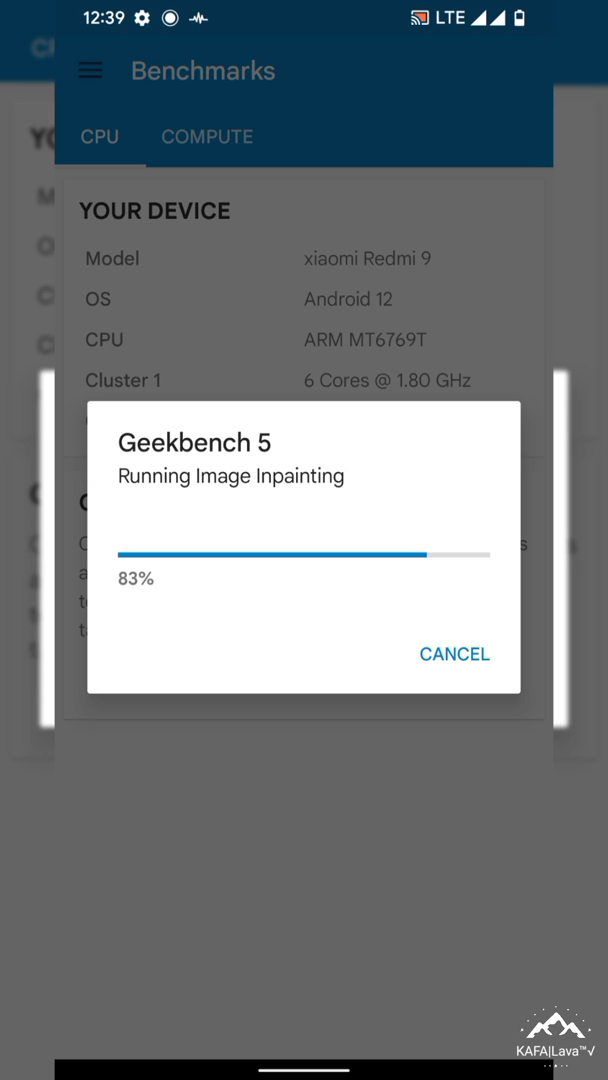 12:39 LTE
Benchmarks
CPU COMPUTE
YOUR DEVICE
Model xiaomi Redmi 9
OS Android 12
CPU ARM MT6769T
Cluster 1 6 Cores @ 1.80 GHz
Geekbench 5
Running Image Inpainting
83%
CANCEL
KAFA|Lava™√